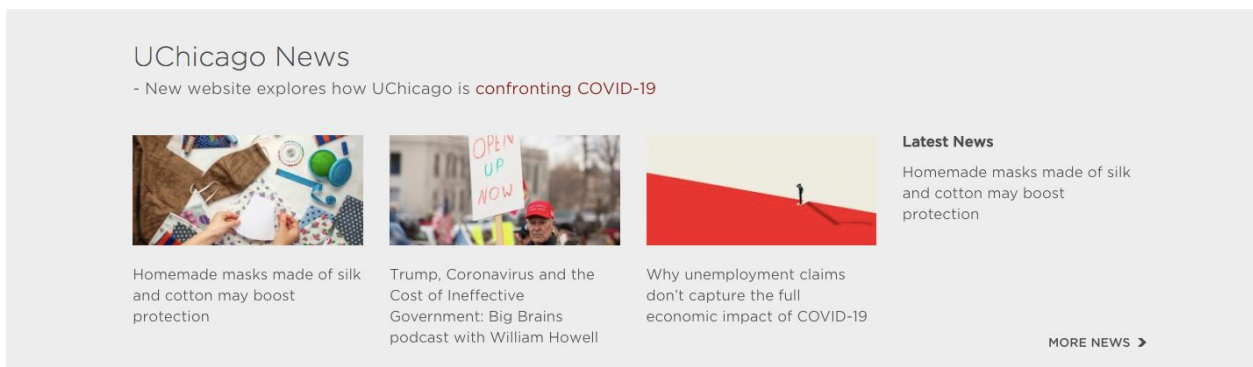 UChicago News
- New website explores how UChicago is confronting COVID-19
OPEN
UP
NOW
Homemade masks made of silk
and cotton may boost
protection
Trump, Coronavirus and the
Cost of Ineffective
Government: Big Brains
podcast with William Howell
Why unemployment claims
don’t capture the full
economic impact of COVID-19
Latest News
Homemade masks made of silk
and cotton may boost
protection
MORE NEWS ❯